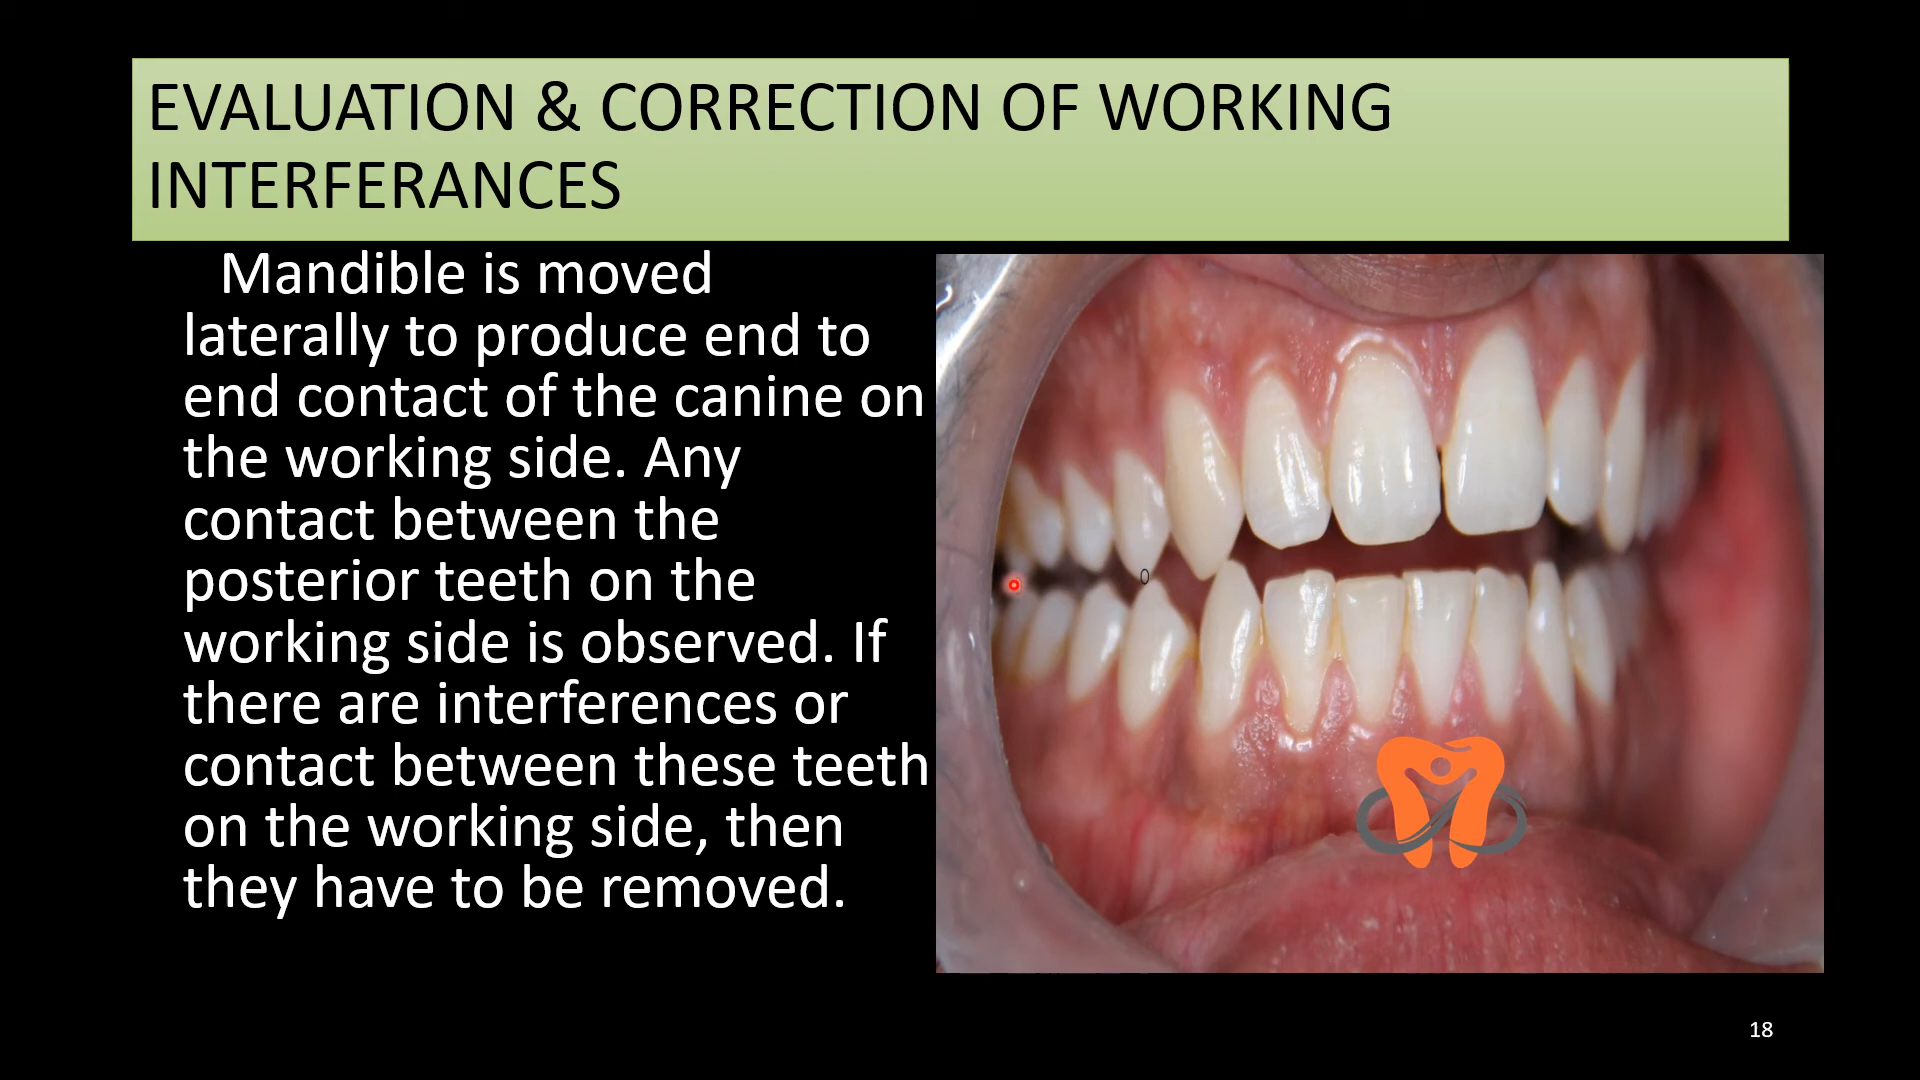 EVALUATION & CORRECTION OF WORKING
INTERFERANCES
Mandible is moved
laterally to produce end to
end contact of the canine on
the working side. Any
contact between the
posterior teeth on the
working side is observed. If
there are interferences or
contact between these teeth
on the working side, then
they have to be removed.
0
18